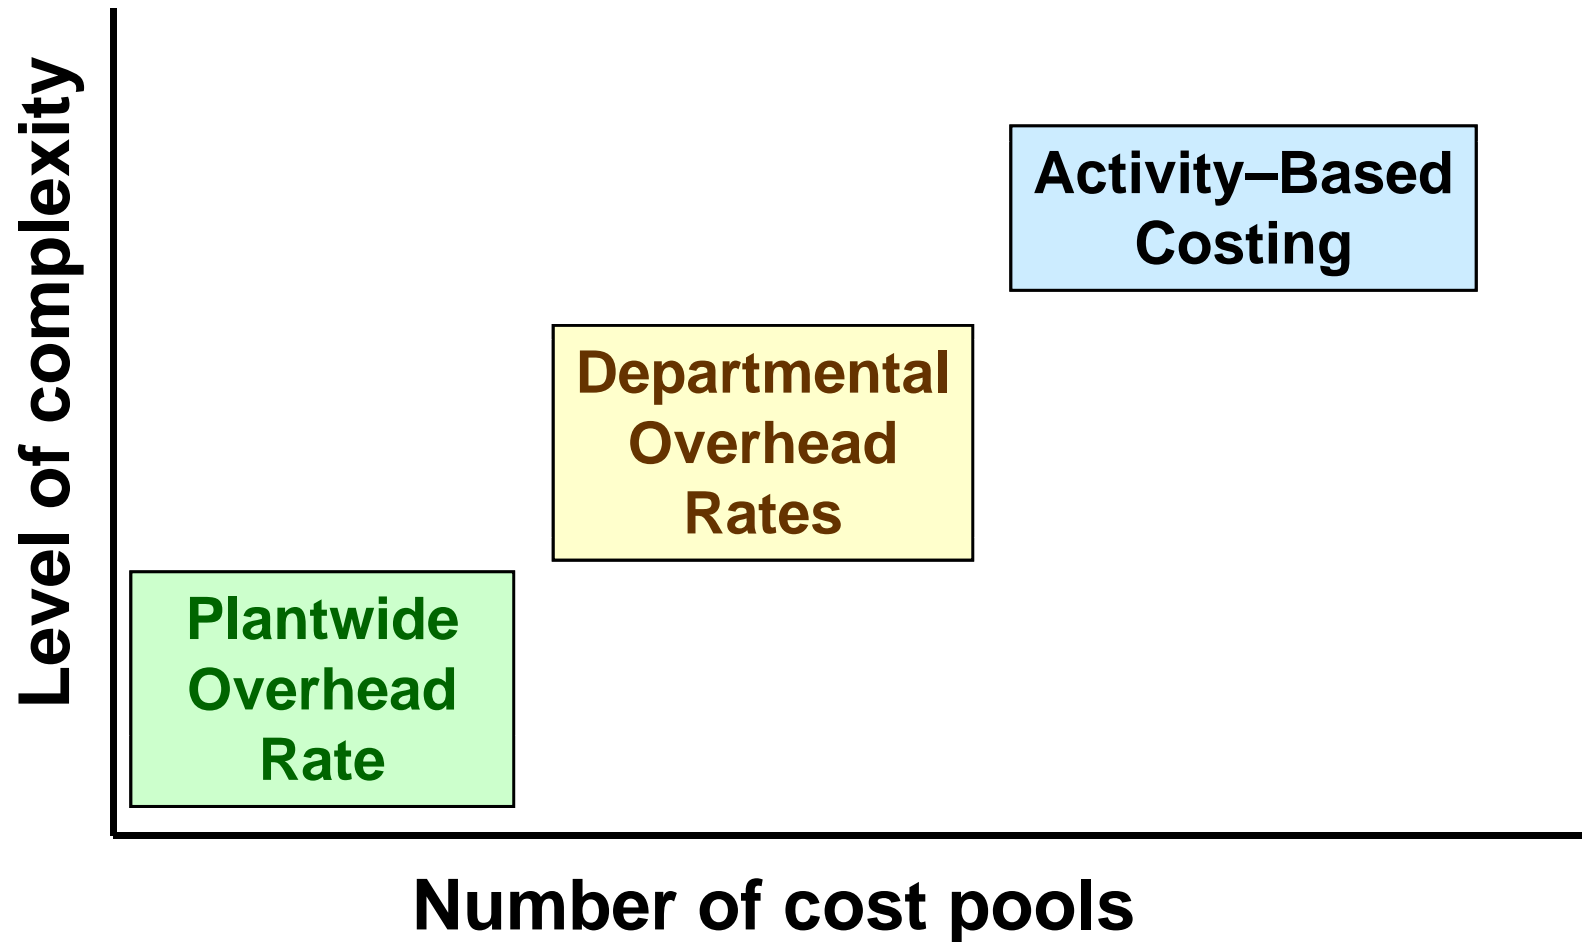 Level of complexity
Activity–Based
Costing
Departmental
Overhead
Rates
Plantwide
Overhead
Rate
Number of cost pools